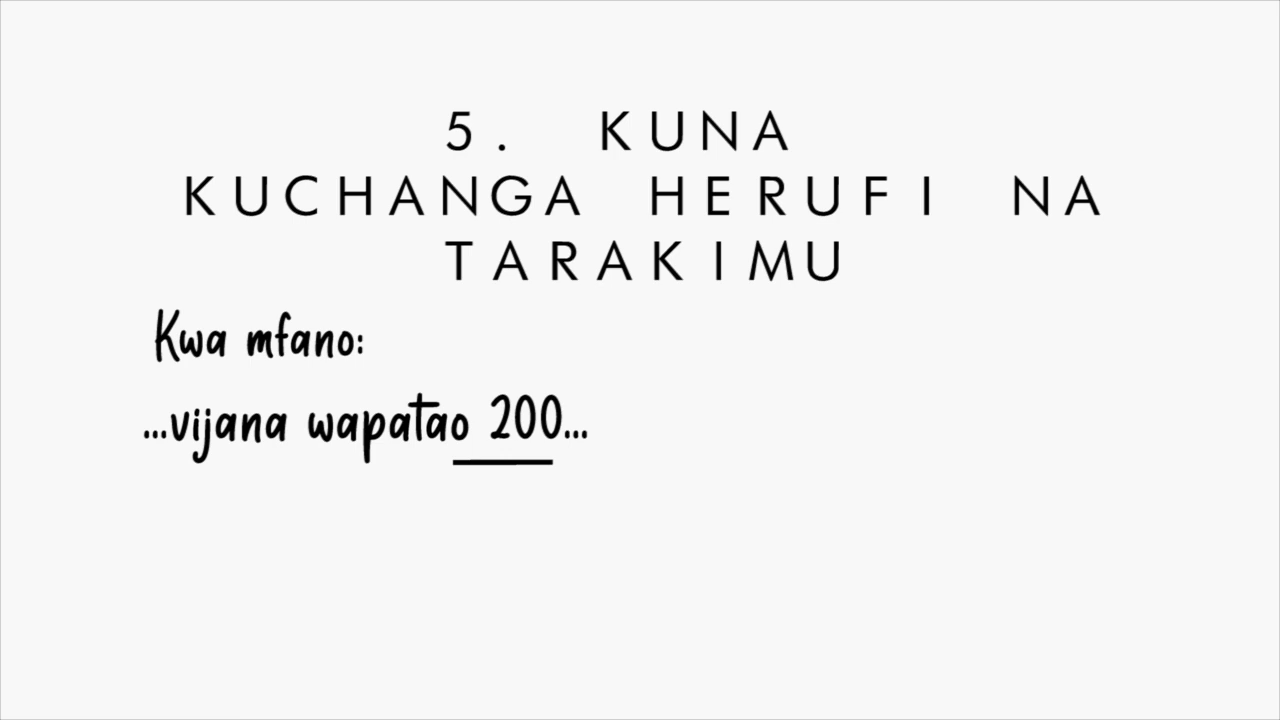 5. KUNA
KUCHANGA HERUFI NA
TARAKIMU
Kwa mfano:
...vijana wapatao 200...